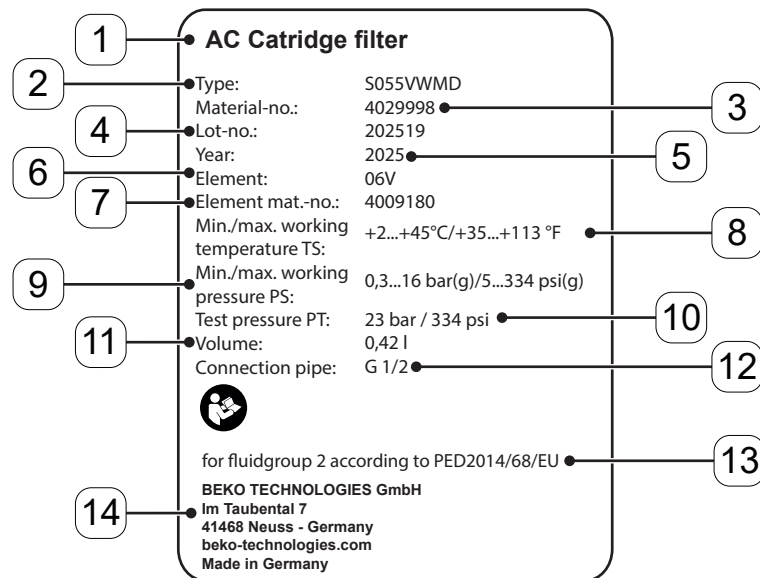 1 AC Catridge filter
2 Type: S055VWMD
Material-no.: 4029998 3
4 Lot-no.: 202519
Year: 2025 5
6 Element: 06V
7 Element mat.-no.: 4009180
Min./max. working
temperature TS: +2...+45°C/+35...+113 °F 8
9 Min./max. working
pressure PS: 0,3...16 bar(g)/5...334 psi(g)
Test pressure PT: 23 bar / 334 psi 10
11 Volume: 0,42 l
Connection pipe: G 1/2 12
for fluidgroup 2 according to PED2014/68/EU 13
BEKO TECHNOLOGIES GmbH
14 Im Taubental 7
41468 Neuss - Germany
beko-technologies.com
Made in Germany